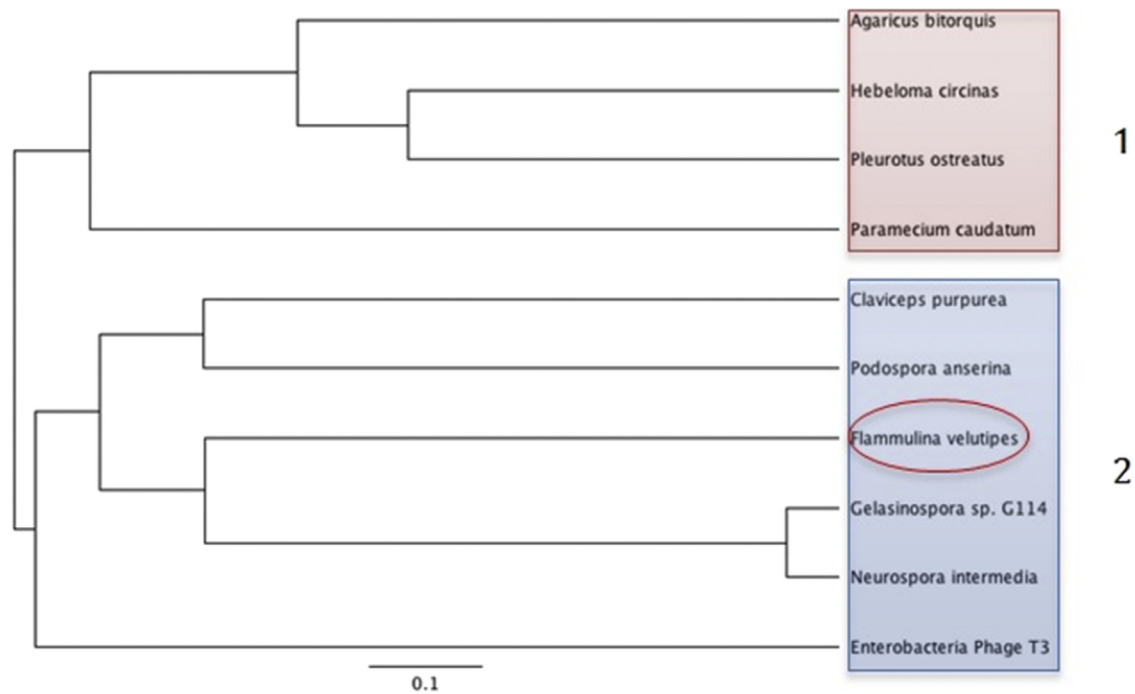 Agaricus bitorquis
Hebeloma circinas
1
Pleurotus ostreatus
Paramecium caudatum
Claviceps purpurea
Podospora anserina
Flammulina velutipes
2
Gelasinospora sp. G114
Neurospora intermedia
Enterobacteria Phage T3
0.1